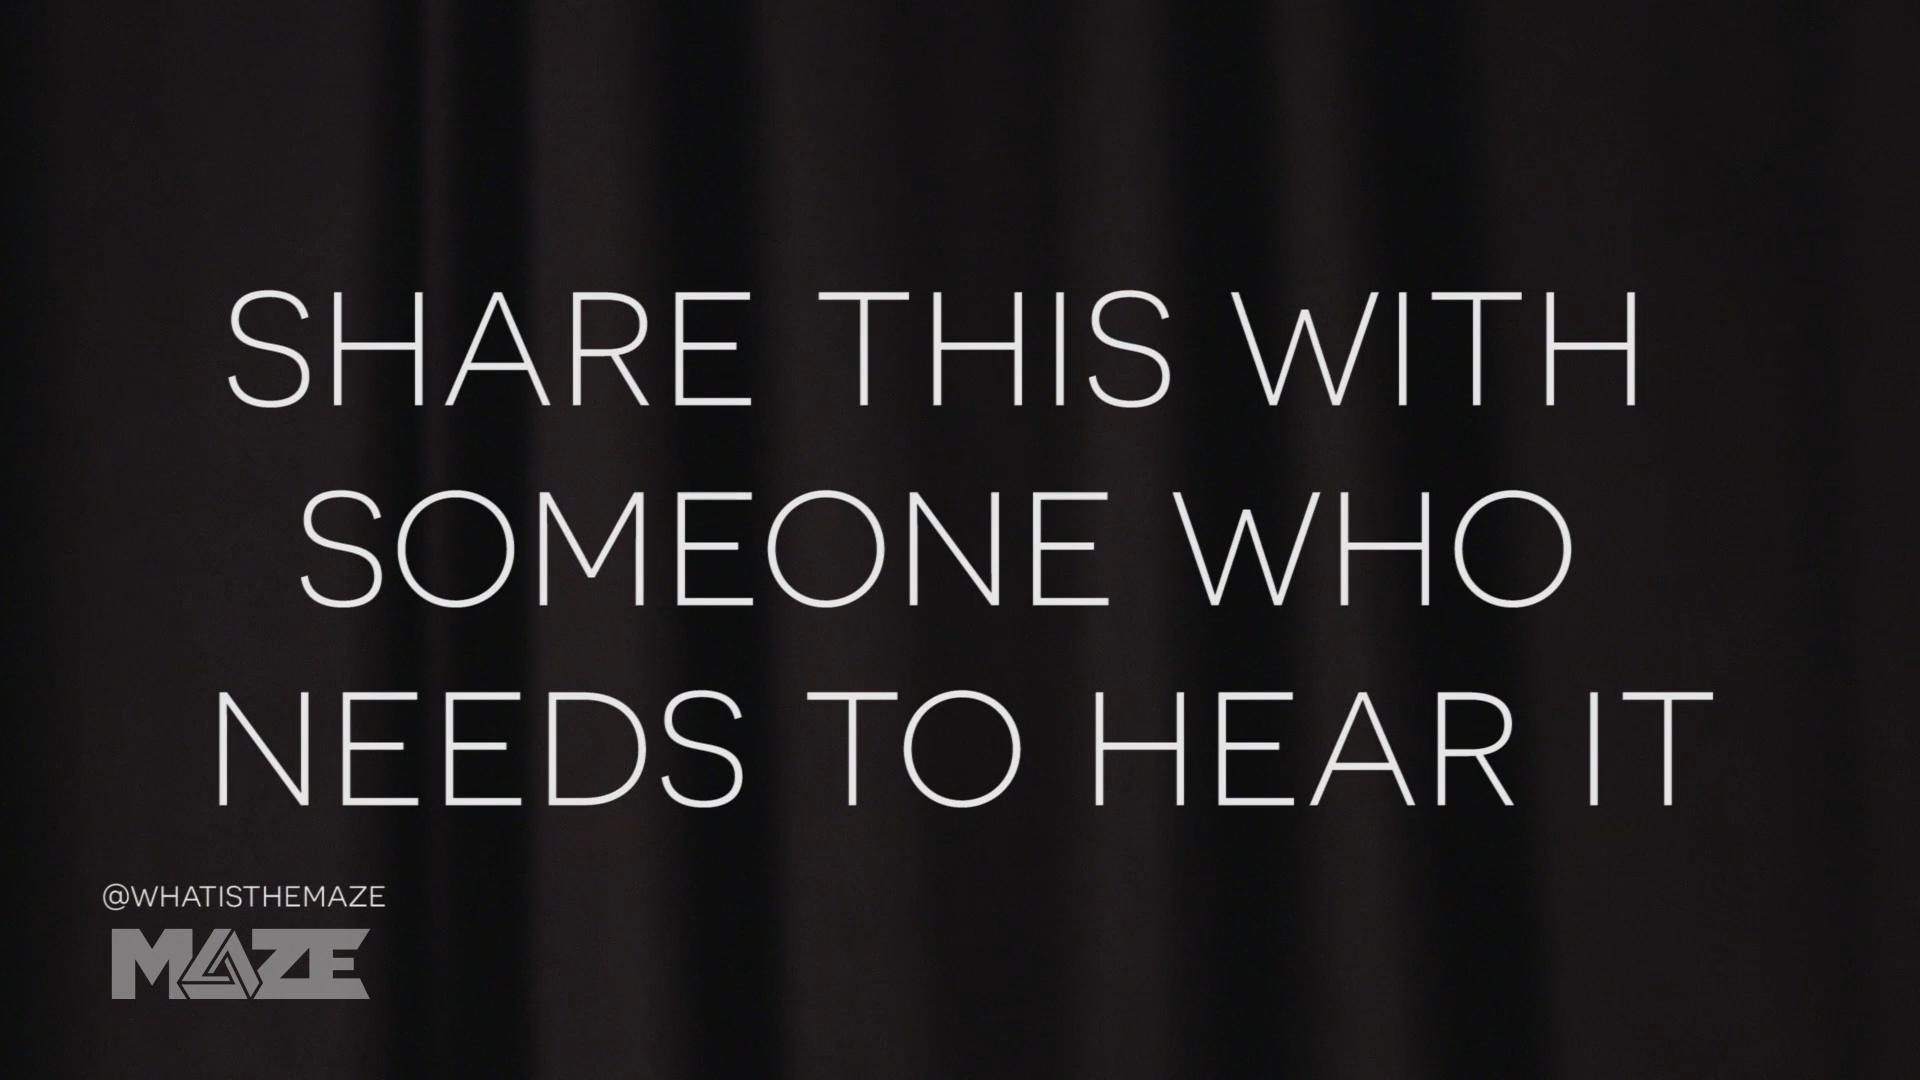 SHARE THIS WITH
SOMEONE WHO
NEEDS TO HEAR IT
@WHATISTHEMAZE
MAZE